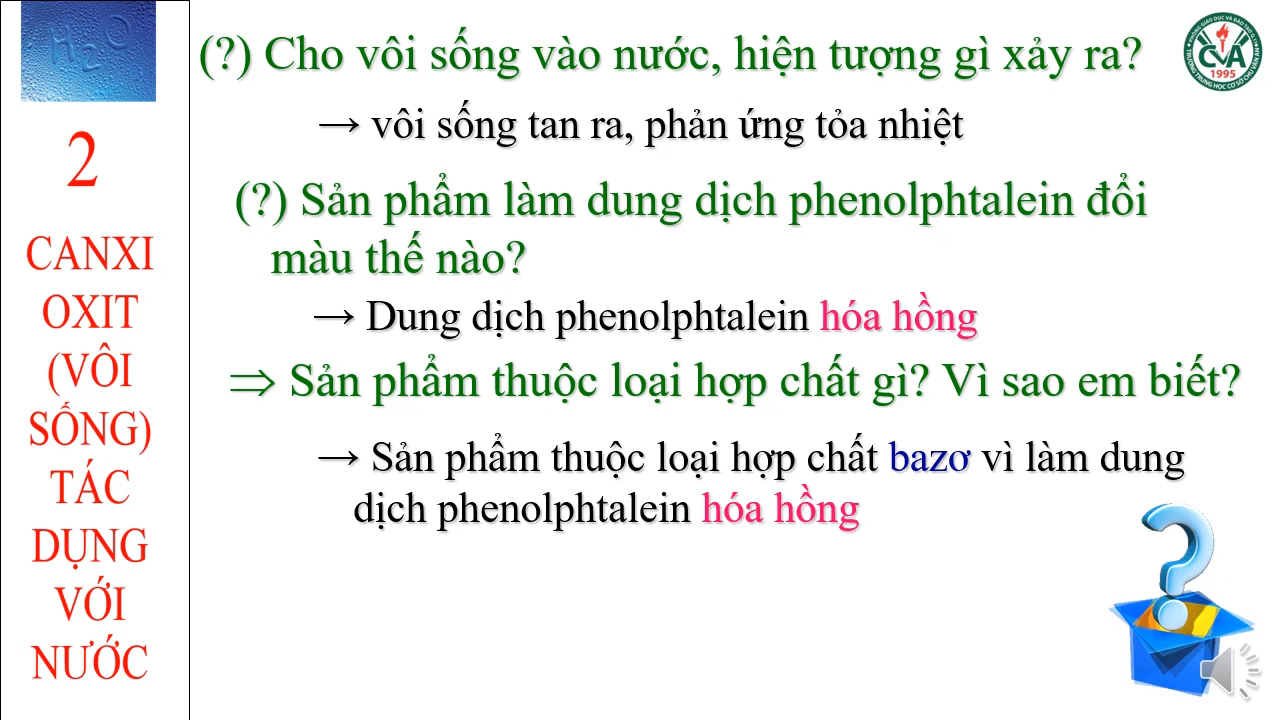 H₂O
2
CANXI
OXIT
(VÔI
SỐNG)
TÁC
DỤNG
VỚI
NƯỚC
(?) Cho vôi sống vào nước, hiện tượng gì xảy ra?
→ vôi sống tan ra, phản ứng tỏa nhiệt
(?) Sản phẩm làm dung dịch phenolphtalein đổi
màu thế nào?
→ Dung dịch phenolphtalein hóa hồng
⇒ Sản phẩm thuộc loại hợp chất gì? Vì sao em biết?
→ Sản phẩm thuộc loại hợp chất bazơ vì làm dung
dịch phenolphtalein hóa hồng
CVA
1995